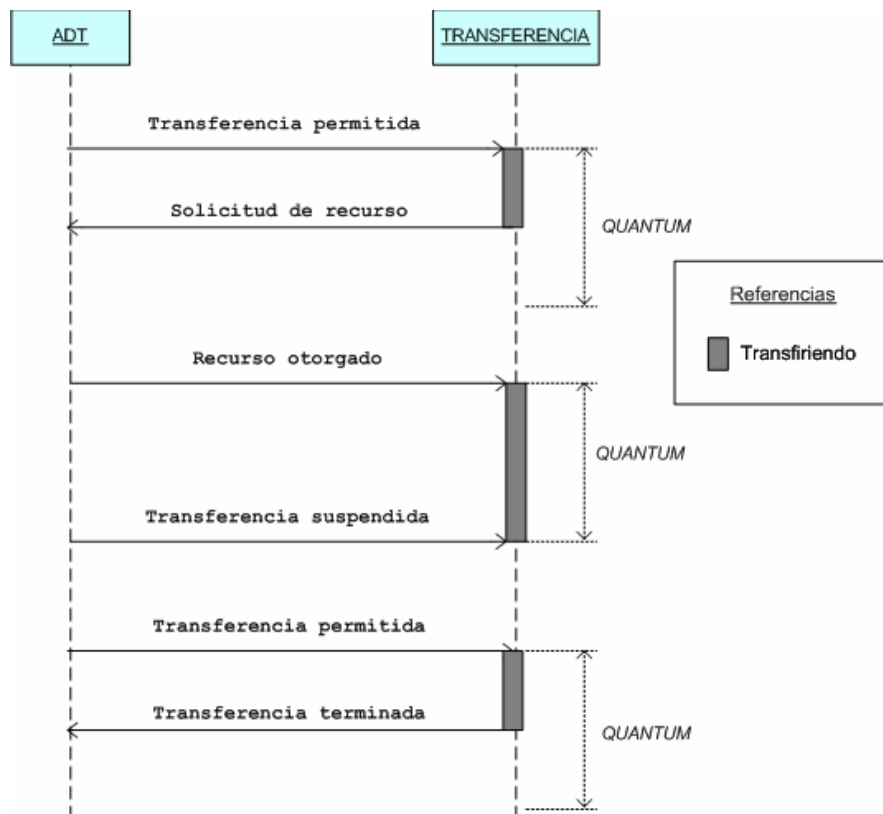 ADT
TRANSFERENCIA
Transferencia permitida
Solicitud de recurso
QUANTUM
Referencias
Transfiriendo
Recurso otorgado
QUANTUM
Transferencia suspendida
Transferencia permitida
Transferencia terminada
QUANTUM